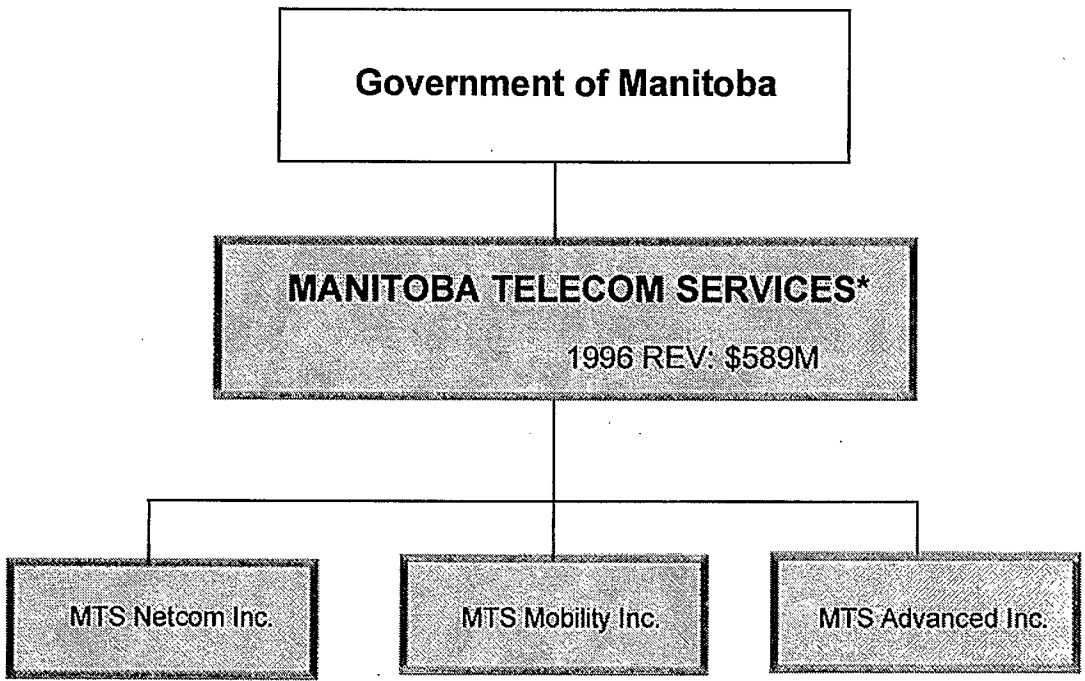 Government of Manitoba
MANITOBA TELECOM SERVICES*
1996 REV: $589M
MTS Netcom Inc.
MTS Mobility Inc.
MTS Advanced Inc.